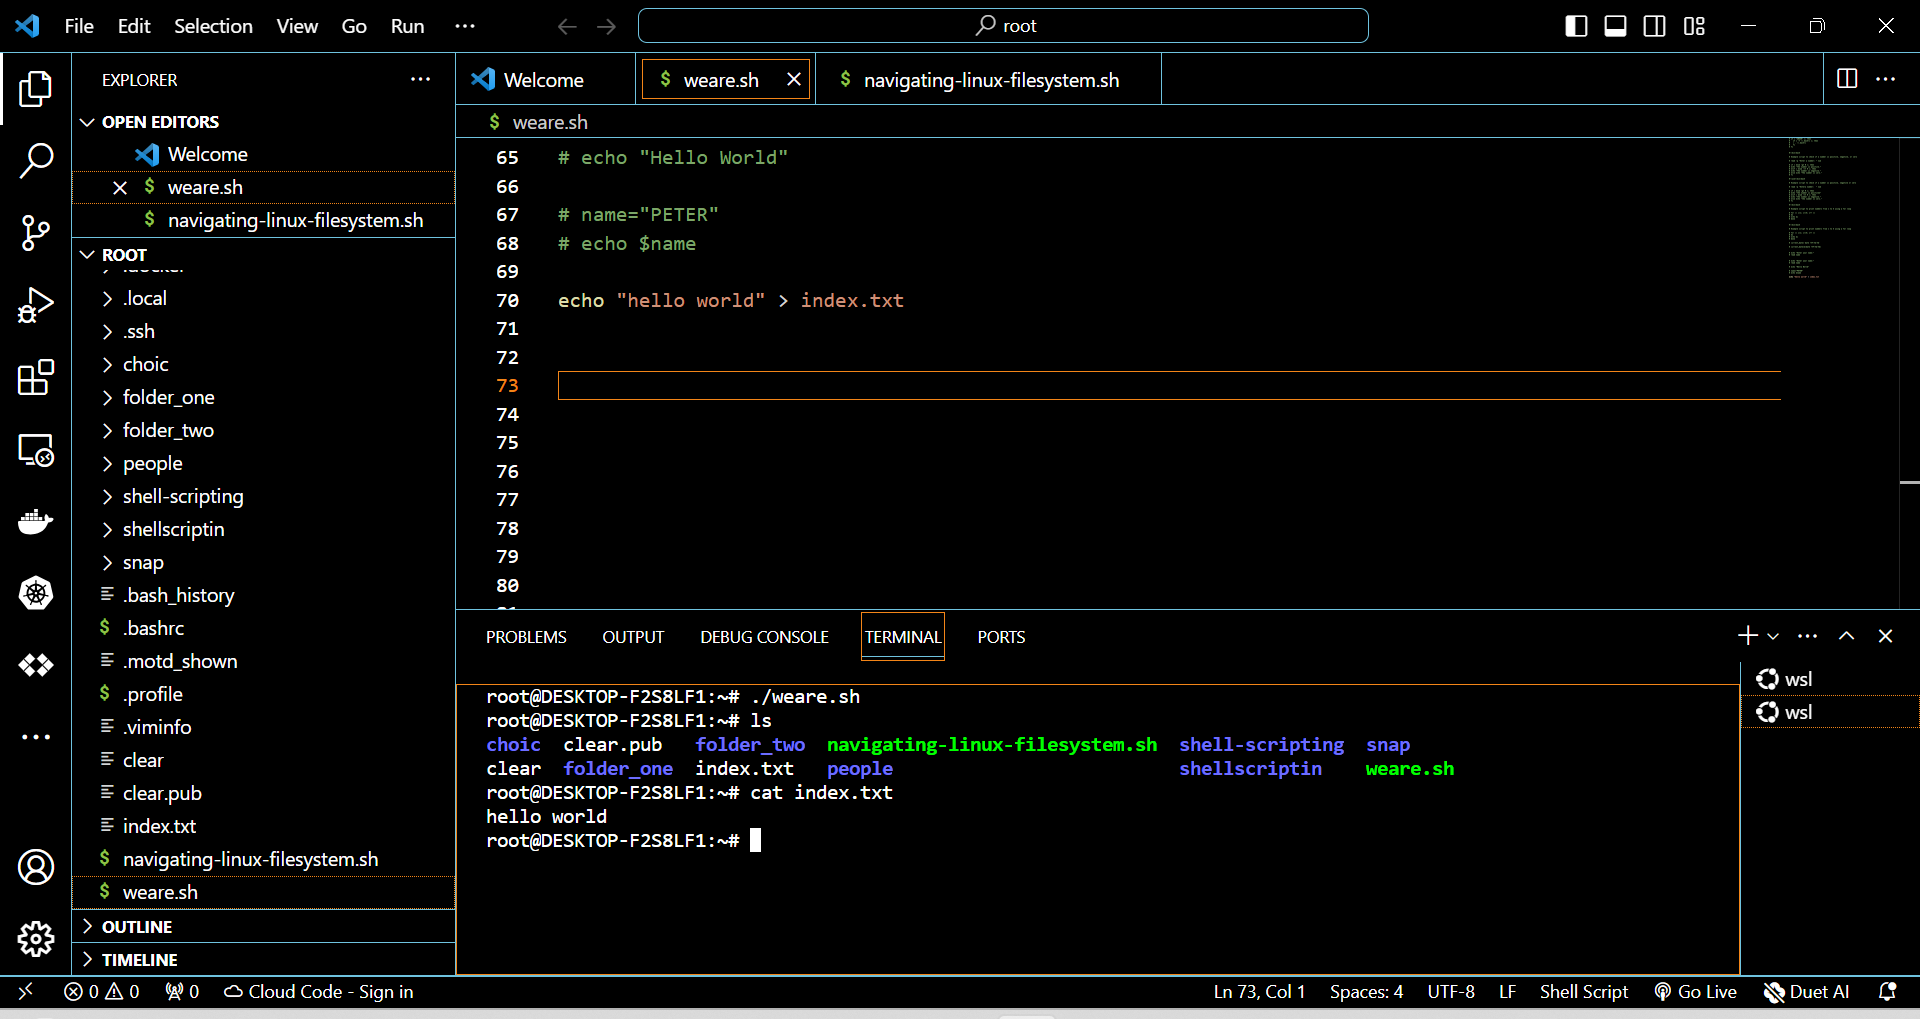 File Edit Selection View Go Run
root
EXPLORER
OPEN EDITORS
Welcome
weare.sh
navigating-linux-filesystem.sh
ROOT
.local
.ssh
choic
folder_one
folder_two
people
shell-scripting
shellscriptin
snap
.bash_history
.bashrc
.motd_shown
.profile
.viminfo
clear
clear.pub
index.txt
navigating-linux-filesystem.sh
weare.sh
OUTLINE
TIMELINE
Welcome $ weare.sh $ navigating-linux-filesystem.sh
$ weare.sh
65 # echo "Hello World"
66
67 # name="PETER"
68 # echo $name
69
70 echo "hello world" > index.txt
71
72
73
74
75
76
77
78
79
80
PROBLEMS OUTPUT DEBUG CONSOLE TERMINAL PORTS
root@DESKTOP-F2S8LF1:~# ./weare.sh
root@DESKTOP-F2S8LF1:~# ls
choic clear.pub folder_two navigating-linux-filesystem.sh shell-scripting snap
clear folder_one index.txt people shellscriptin weare.sh
root@DESKTOP-F2S8LF1:~# cat index.txt
hello world
root@DESKTOP-F2S8LF1:~#
wsl
wsl
0 0 0 Cloud Code - Sign in Ln 73, Col 1 Spaces: 4 UTF-8 LF Shell Script Go Live Duet AI